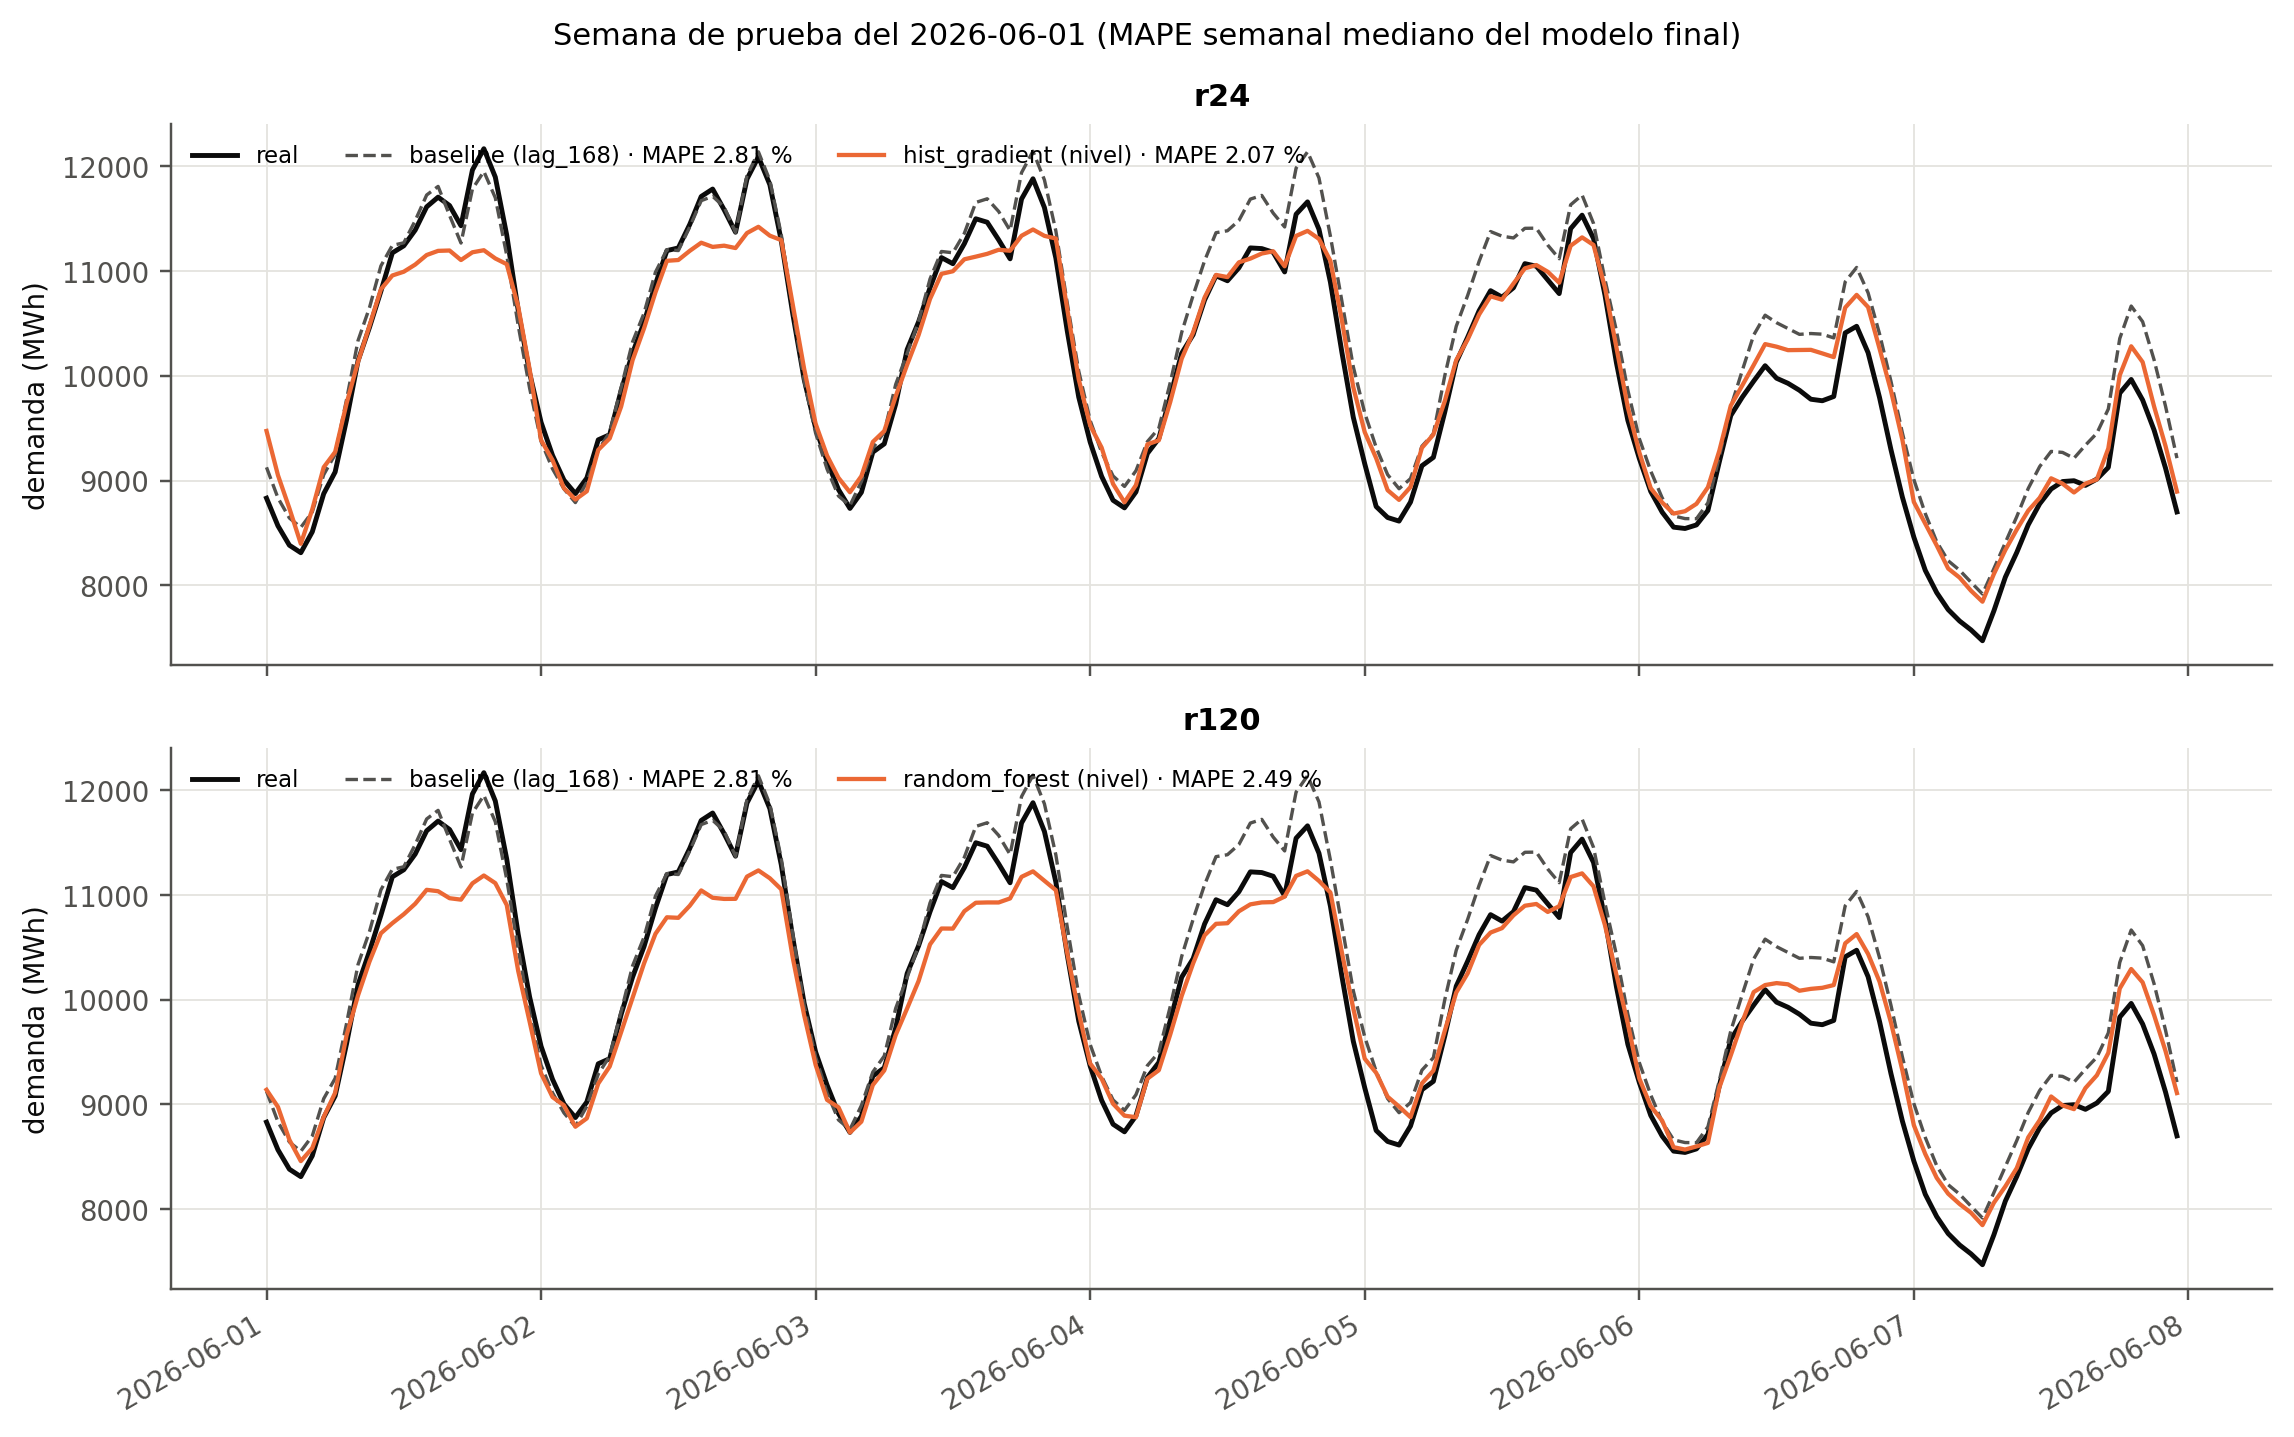 Semana de prueba del 2026-06-01 (MAPE semanal mediano del modelo final)
r24
real
baseline (lag_168) · MAPE 2.81 %
hist_gradient (nivel) · MAPE 2.07 %
demanda (MWh)
12000
11000
10000
9000
8000
r120
real
baseline (lag_168) · MAPE 2.81 %
random_forest (nivel) · MAPE 2.49 %
demanda (MWh)
12000
11000
10000
9000
8000
2026-06-01
2026-06-02
2026-06-03
2026-06-04
2026-06-05
2026-06-06
2026-06-07
2026-06-08